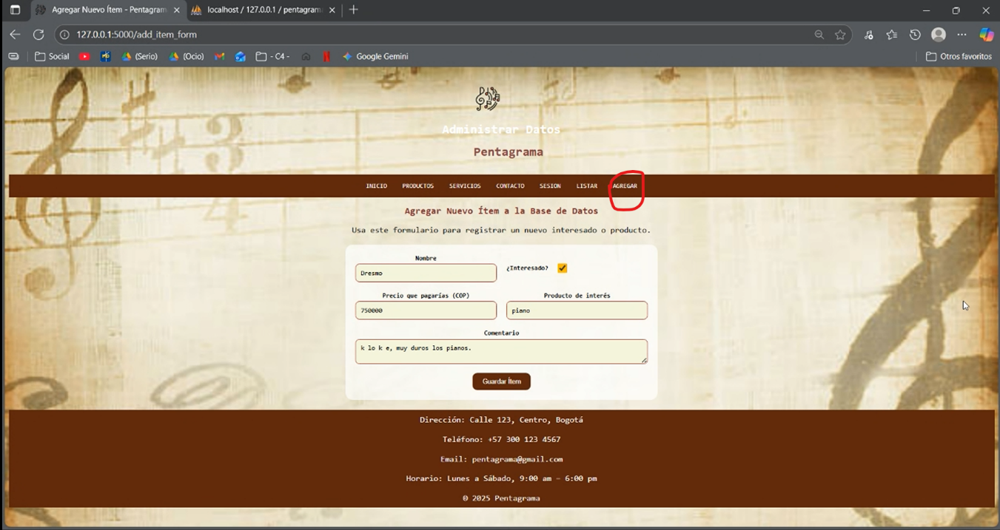 Agregar Nuevo Ítem - Pentagram
localhost / 127.0.0.1 / pentagrama
127.0.0.1:5000/add_item_form
Social
(Serio)
(Ocio)
- C4 -
Google Gemini
Otros favoritos
Administrar Datos
Pentagrama
INICIO PRODUCTOS SERVICIOS CONTACTO SESION LISTAR AGREGAR
Agregar Nuevo Ítem a la Base de Datos
Usa este formulario para registrar un nuevo interesado o producto.
Nombre
Dresmo
¿Interesado?
Precio que pagarías (COP)
750000
Producto de interés
piano
Comentario
k lo k e, muy duros los pianos.
Guardar Ítem
Dirección: Calle 123, Centro, Bogotá
Teléfono: +57 300 123 4567
Email: pentagrama@gmail.com
Horario: Lunes a Sábado, 9:00 am – 6:00 pm
© 2025 Pentagrama